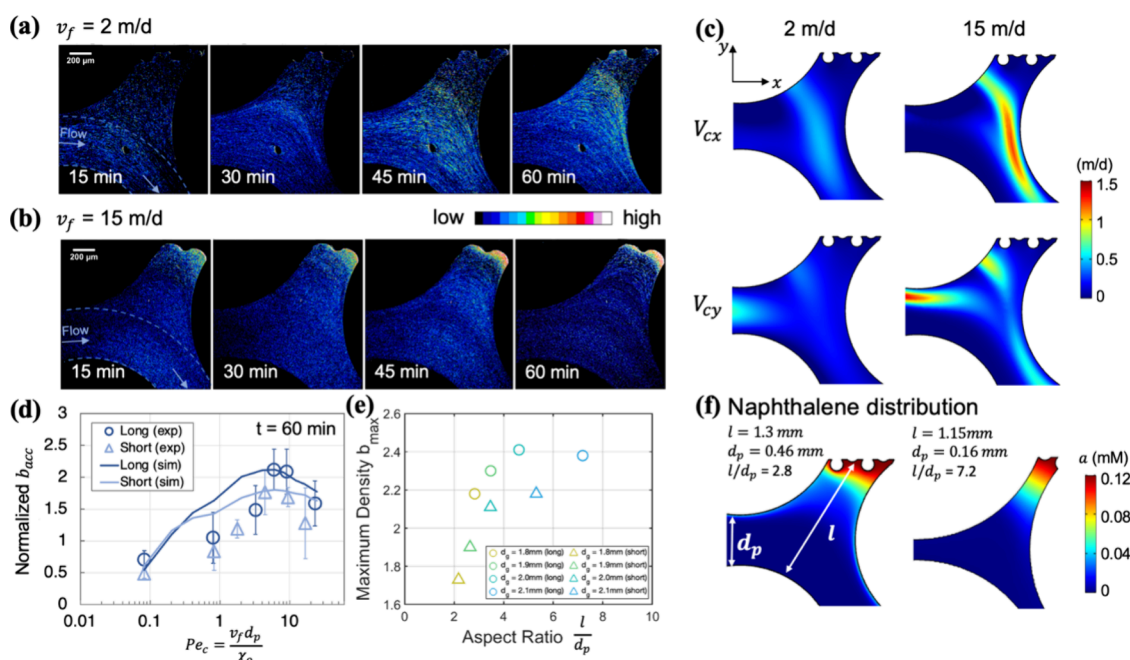 (a) v_f = 2 m/d
200 µm
Flow
15 min
30 min
45 min
60 min
(b) v_f = 15 m/d
low high
200 µm
Flow
15 min
30 min
45 min
60 min
(c)
2 m/d 15 m/d
y
x
V_cx
V_cy
(m/d)
1.5
1
0.5
0
(d)
Long (exp)
Short (exp)
Long (sim)
Short (sim)
t = 60 min
Normalized b_acc
3
2.5
2
1.5
1
0.5
0
0.1 1 10
Pe_c = v_f d_p / χ_0
(e)
Maximum Density b_max
2.6
2.4
2.2
2.0
1.8
1.6
d_g = 1.8mm (long) d_g = 1.8mm (short)
d_g = 1.9mm (long) d_g = 1.9mm (short)
d_g = 2.0mm (long) d_g = 2.0mm (short)
d_g = 2.1mm (long) d_g = 2.1mm (short)
0 2 4 6 8 10
Aspect Ratio l / d_p
(f) Naphthalene distribution
l = 1.3 mm
d_p = 0.46 mm
l/d_p = 2.8
l = 1.15mm
d_p = 0.16 mm
l/d_p = 7.2
d_p
l
a (mM)
0.12
0.08
0.04
0